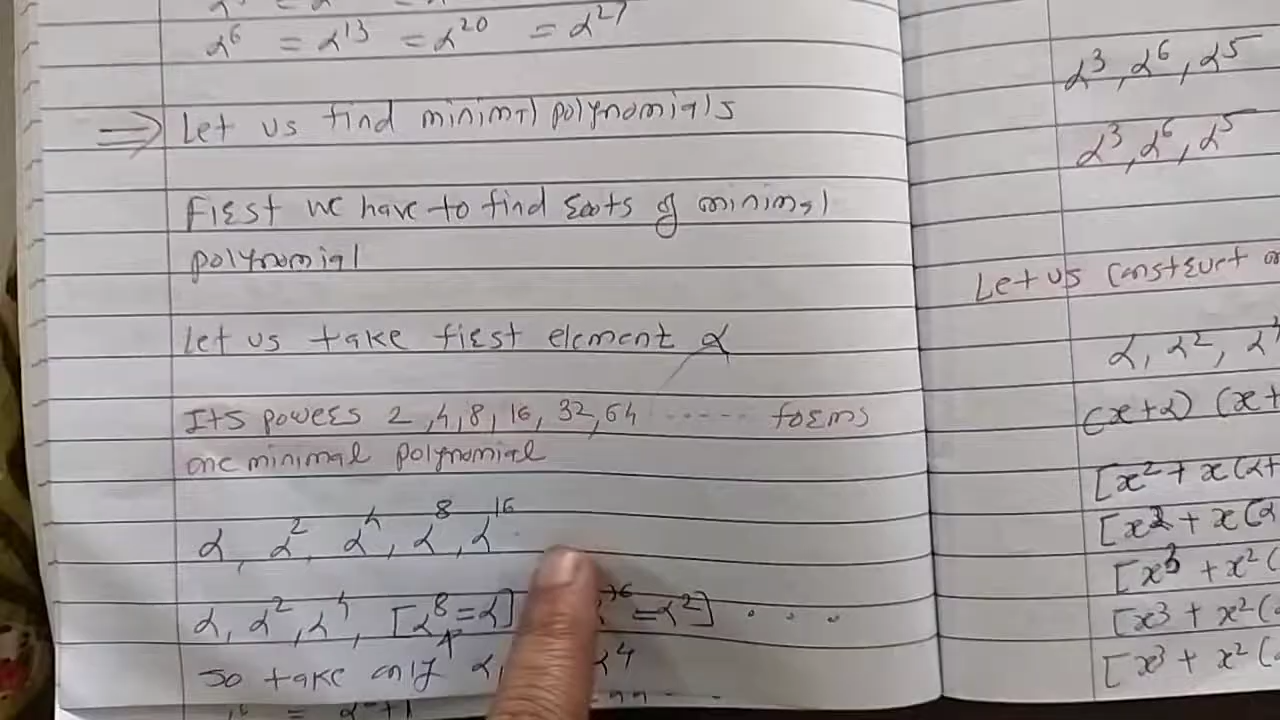 α⁶ = α¹³ = α²⁰ = α²⁷
⇒ Let us find minimal polynomials
First we have to find roots of minimal
polynomial
Let us take first element α
Its powers 2, 4, 8, 16, 32, 64 ...... forms
one minimal polynomial
α, α², α⁴, α⁸, α¹⁶
α, α², α⁴, [α⁸ = α] = α²] . . .
So take only α, α⁴
α³, α⁶, α⁵
α³, α⁶, α⁵
Let us construct
α, α²,
(x+α) (x+
[x² + x(α+
[x² + x(α
[x³ + x²(
[x³ + x²(
[x³ + x²(